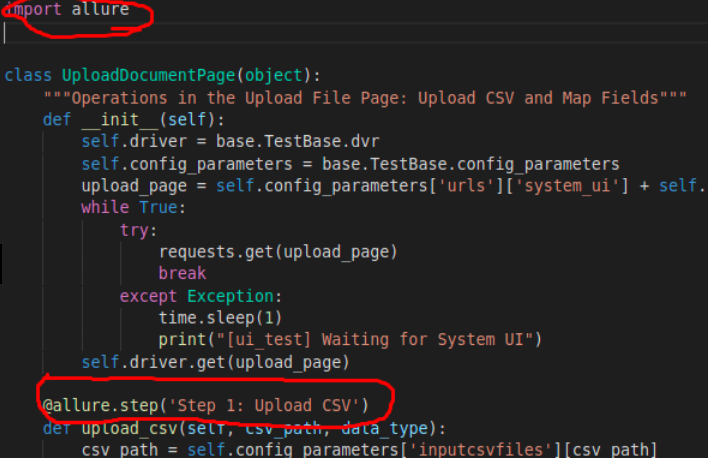 import allure
class UploadDocumentPage(object):
"""Operations in the Upload File Page: Upload CSV and Map Fields"""
def __init__(self):
self.driver = base.TestBase.dvr
self.config_parameters = base.TestBase.config_parameters
upload_page = self.config_parameters['urls']['system_ui'] + self.
while True:
try:
requests.get(upload_page)
break
except Exception:
time.sleep(1)
print("[ui_test] Waiting for System UI")
self.driver.get(upload_page)
@allure.step('Step 1: Upload CSV')
def upload_csv(self, csv_path, data_type):
csv_path = self.config_parameters['inputcsvfiles'][csv_path]